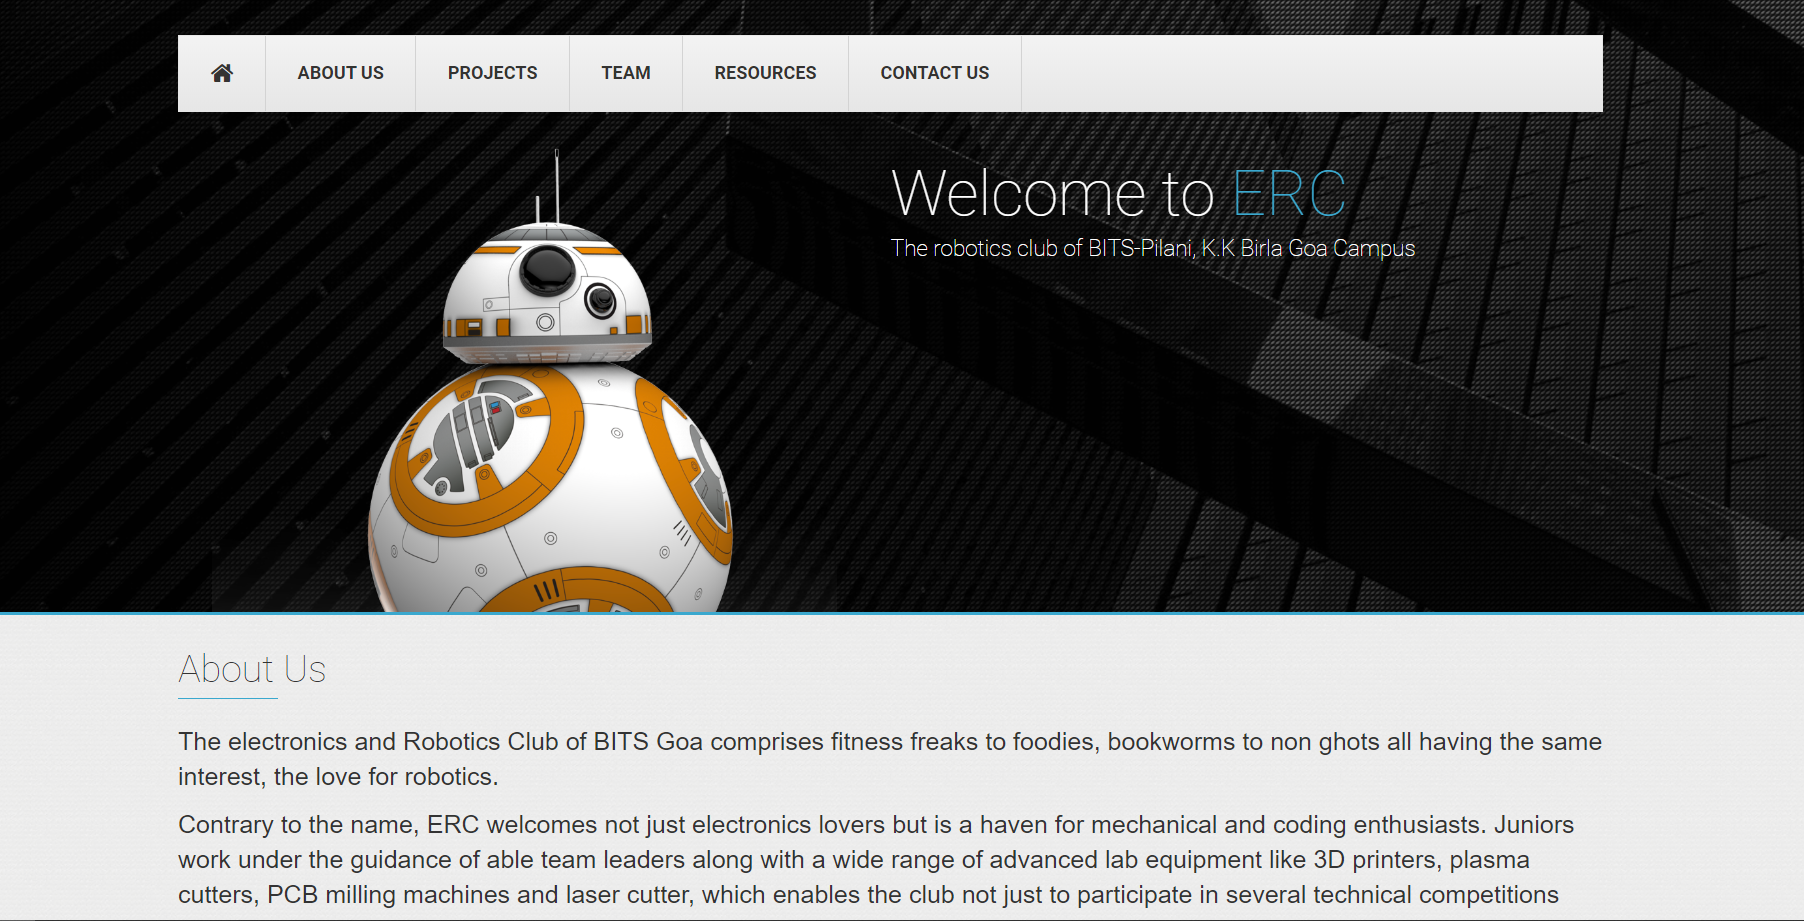 ABOUT US PROJECTS TEAM RESOURCES CONTACT US
Welcome to ERC
The robotics club of BITS-Pilani, K.K Birla Goa Campus
About Us
The electronics and Robotics Club of BITS Goa comprises fitness freaks to foodies, bookworms to non ghots all having the same
interest, the love for robotics.
Contrary to the name, ERC welcomes not just electronics lovers but is a haven for mechanical and coding enthusiasts. Juniors
work under the guidance of able team leaders along with a wide range of advanced lab equipment like 3D printers, plasma
cutters, PCB milling machines and laser cutter, which enables the club not just to participate in several technical competitions